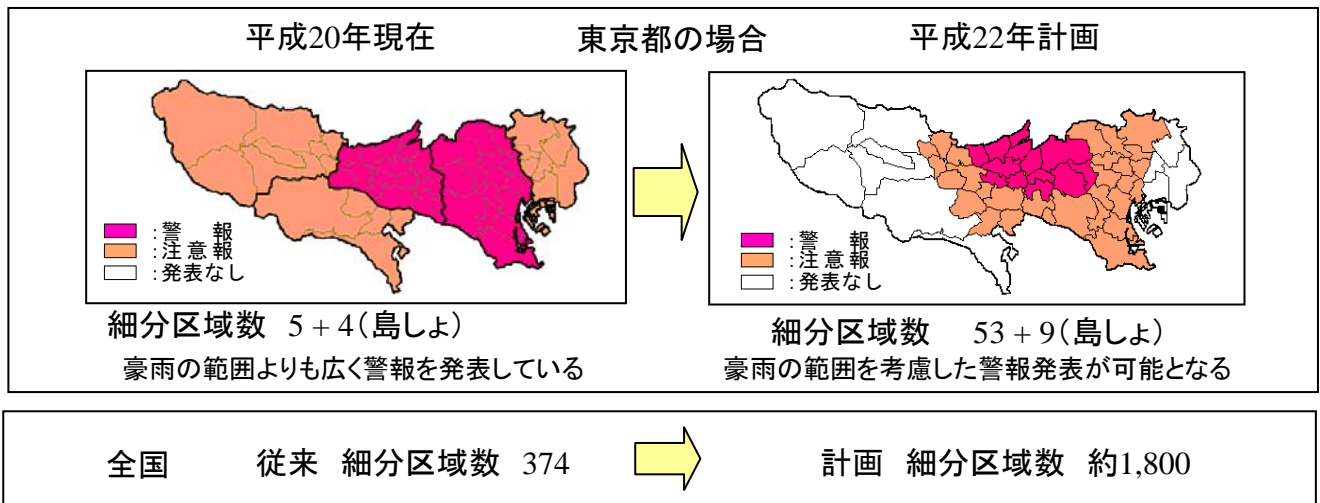 平成20年現在 東京都の場合 平成22年計画
:警 報
:注意報
:発表なし
:警 報
:注意報
:発表なし
細分区域数 5+4(島しょ)
細分区域数 53+9(島しょ)
豪雨の範囲よりも広く警報を発表している
豪雨の範囲を考慮した警報発表が可能となる
全国 従来 細分区域数 374 計画 細分区域数 約1,800